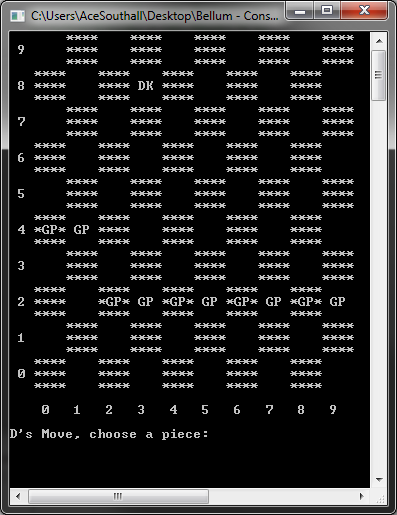 ****    ****    ****    ****    ****
 9     ****    ****    ****    ****    ****
       ****    ****    ****    ****    ****
   ****    ****    ****    ****    ****
 8 ****    **** DK ****    ****    ****
   ****    ****    ****    ****    ****
       ****    ****    ****    ****    ****
 7     ****    ****    ****    ****    ****
       ****    ****    ****    ****    ****
   ****    ****    ****    ****    ****
 6 ****    ****    ****    ****    ****
   ****    ****    ****    ****    ****
       ****    ****    ****    ****    ****
 5     ****    ****    ****    ****    ****
       ****    ****    ****    ****    ****
   ****    ****    ****    ****    ****
 4 *GP* GP ****    ****    ****    ****
   ****    ****    ****    ****    ****
       ****    ****    ****    ****    ****
 3     ****    ****    ****    ****    ****
       ****    ****    ****    ****    ****
   ****    ****    ****    ****    ****
 2 ****    *GP* GP *GP* GP *GP* GP *GP* GP
   ****    ****    ****    ****    ****
       ****    ****    ****    ****    ****
 1     ****    ****    ****    ****    ****
       ****    ****    ****    ****    ****
   ****    ****    ****    ****    ****
 0 ****    ****    ****    ****    ****
   ****    ****    ****    ****    ****
    0   1   2   3   4   5   6   7   8   9
D's Move, choose a piece:
C:\Users\AceSouthall\Desktop\Bellum - Cons...